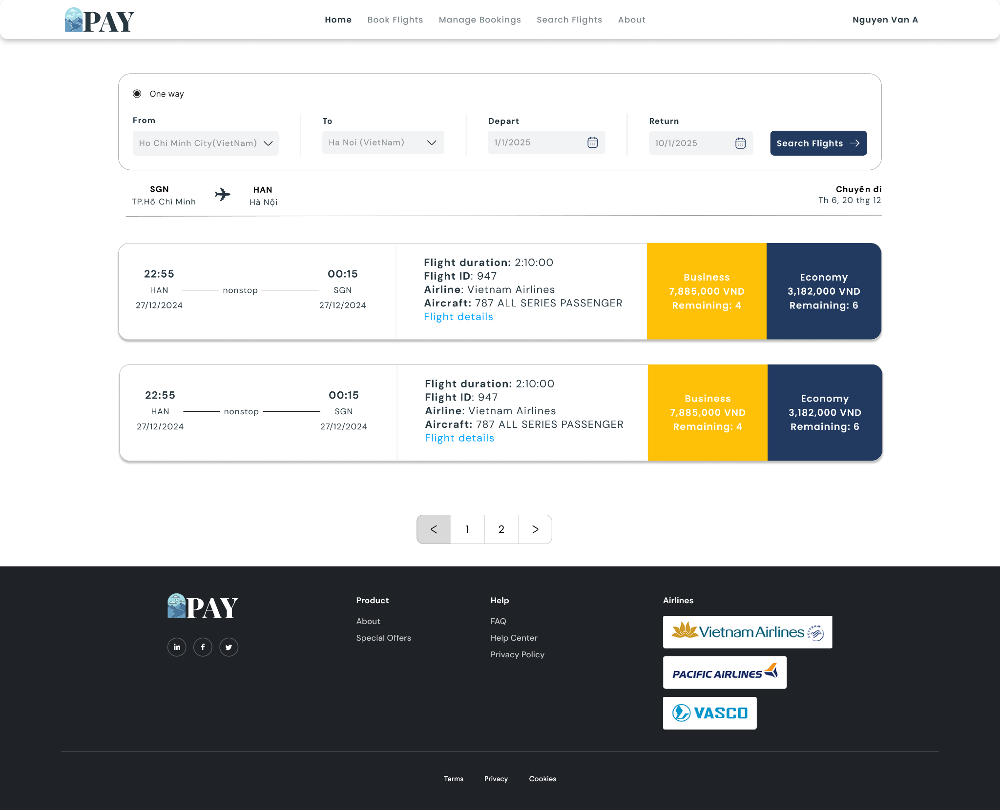 PAY
Home Book Flights Manage Bookings Search Flights About
Nguyen Van A
One way
From
Ho Chi Minh City(VietNam)
To
Ha Noi (VietNam)
Depart
1/1/2025
Return
10/1/2025
Search Flights
SGN
TP.Hô Chí Minh
HAN
Hà Nội
Chuyến đi
Th 6, 20 thg 12
22:55
HAN
27/12/2024
nonstop
00:15
SGN
27/12/2024
Flight duration: 2:10:00
Flight ID: 947
Airline: Vietnam Airlines
Aircraft: 787 ALL SERIES PASSENGER
Flight details
Business
7,885,000 VND
Remaining: 4
Economy
3,182,000 VND
Remaining: 6
22:55
HAN
27/12/2024
nonstop
00:15
SGN
27/12/2024
Flight duration: 2:10:00
Flight ID: 947
Airline: Vietnam Airlines
Aircraft: 787 ALL SERIES PASSENGER
Flight details
Business
7,885,000 VND
Remaining: 4
Economy
3,182,000 VND
Remaining: 6
< 1 2 >
PAY
in f
Product
About
Special Offers
Help
FAQ
Help Center
Privacy Policy
Airlines
Vietnam Airlines
SKYTEAM
PACIFIC AIRLINES
VASCO
Terms Privacy Cookies